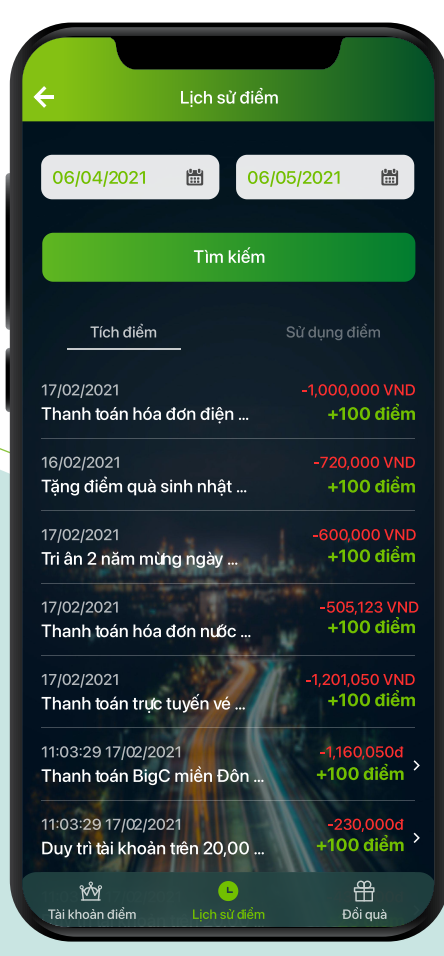 Lịch sử điểm
06/04/2021 06/05/2021
Tìm kiếm
Tích điểm Sử dụng điểm
17/02/2021 -1,000,000 VND
Thanh toán hóa đơn điện ... +100 điểm
16/02/2021 -720,000 VND
Tặng điểm quà sinh nhật ... +100 điểm
17/02/2021 -600,000 VND
Tri ân 2 năm mừng ngày ... +100 điểm
17/02/2021 -505,123 VND
Thanh toán hóa đơn nước ... +100 điểm
17/02/2021 -1,201,050 VND
Thanh toán trực tuyến vé ... +100 điểm
11:03:29 17/02/2021 -1,160,050đ
Thanh toán BigC miền Đôn ... +100 điểm
11:03:29 17/02/2021 -230,000đ
Duy trì tài khoản trên 20,00 ... +100 điểm
Tài khoản điểm Lịch sử điểm Đổi quà